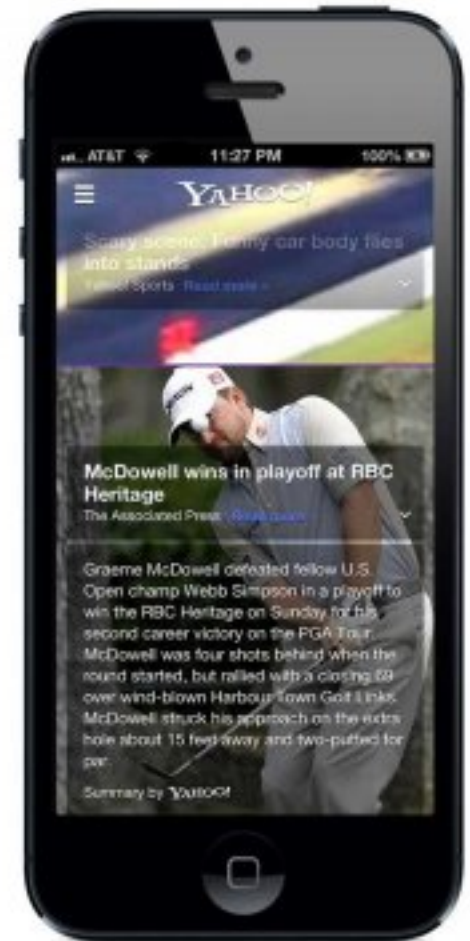 AT&T 11:27 PM 100%
YAHOO!
Scary scene: Funny car body flies
into stands
Yahoo! Sports Read more »
McDowell wins in playoff at RBC
Heritage
The Associated Press Read more
Graeme McDowell defeated fellow U.S.
Open champ Webb Simpson in a playoff to
win the RBC Heritage on Sunday for his
second career victory on the PGA Tour.
McDowell was four shots behind when the
round started, but rallied with a closing 69
over wind-blown Harbour Town Golf Links.
McDowell struck his approach on the extra
hole about 15 feet away and two-putted for
par.
Summary by YAHOO!